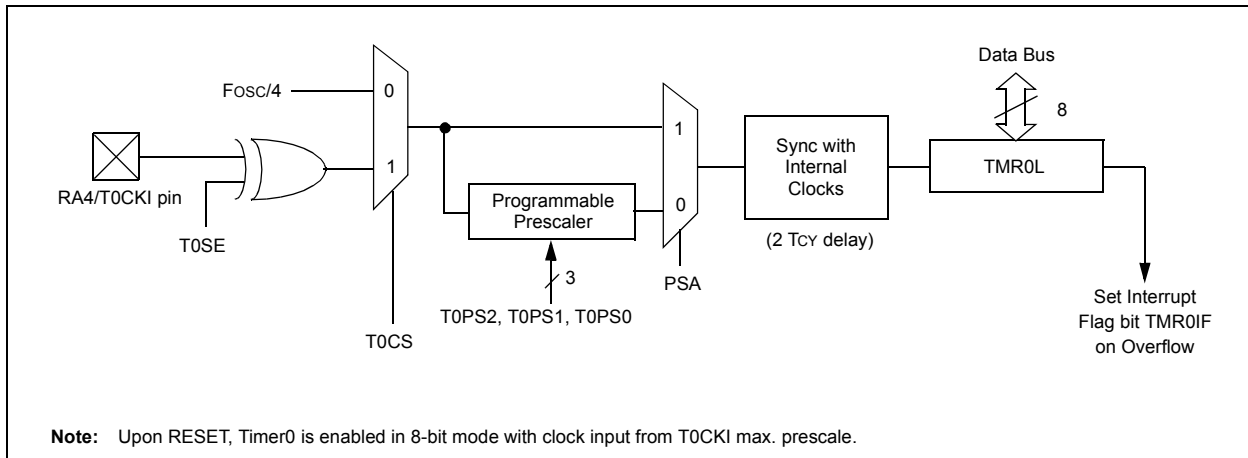 Data Bus
8
FOSC/4
0
1
RA4/T0CKI pin
T0SE
T0CS
Programmable
Prescaler
3
T0PS2, T0PS1, T0PS0
1
0
PSA
Sync with
Internal
Clocks
(2 TCY delay)
TMR0L
Set Interrupt
Flag bit TMR0IF
on Overflow
Note: Upon RESET, Timer0 is enabled in 8-bit mode with clock input from T0CKI max. prescale.